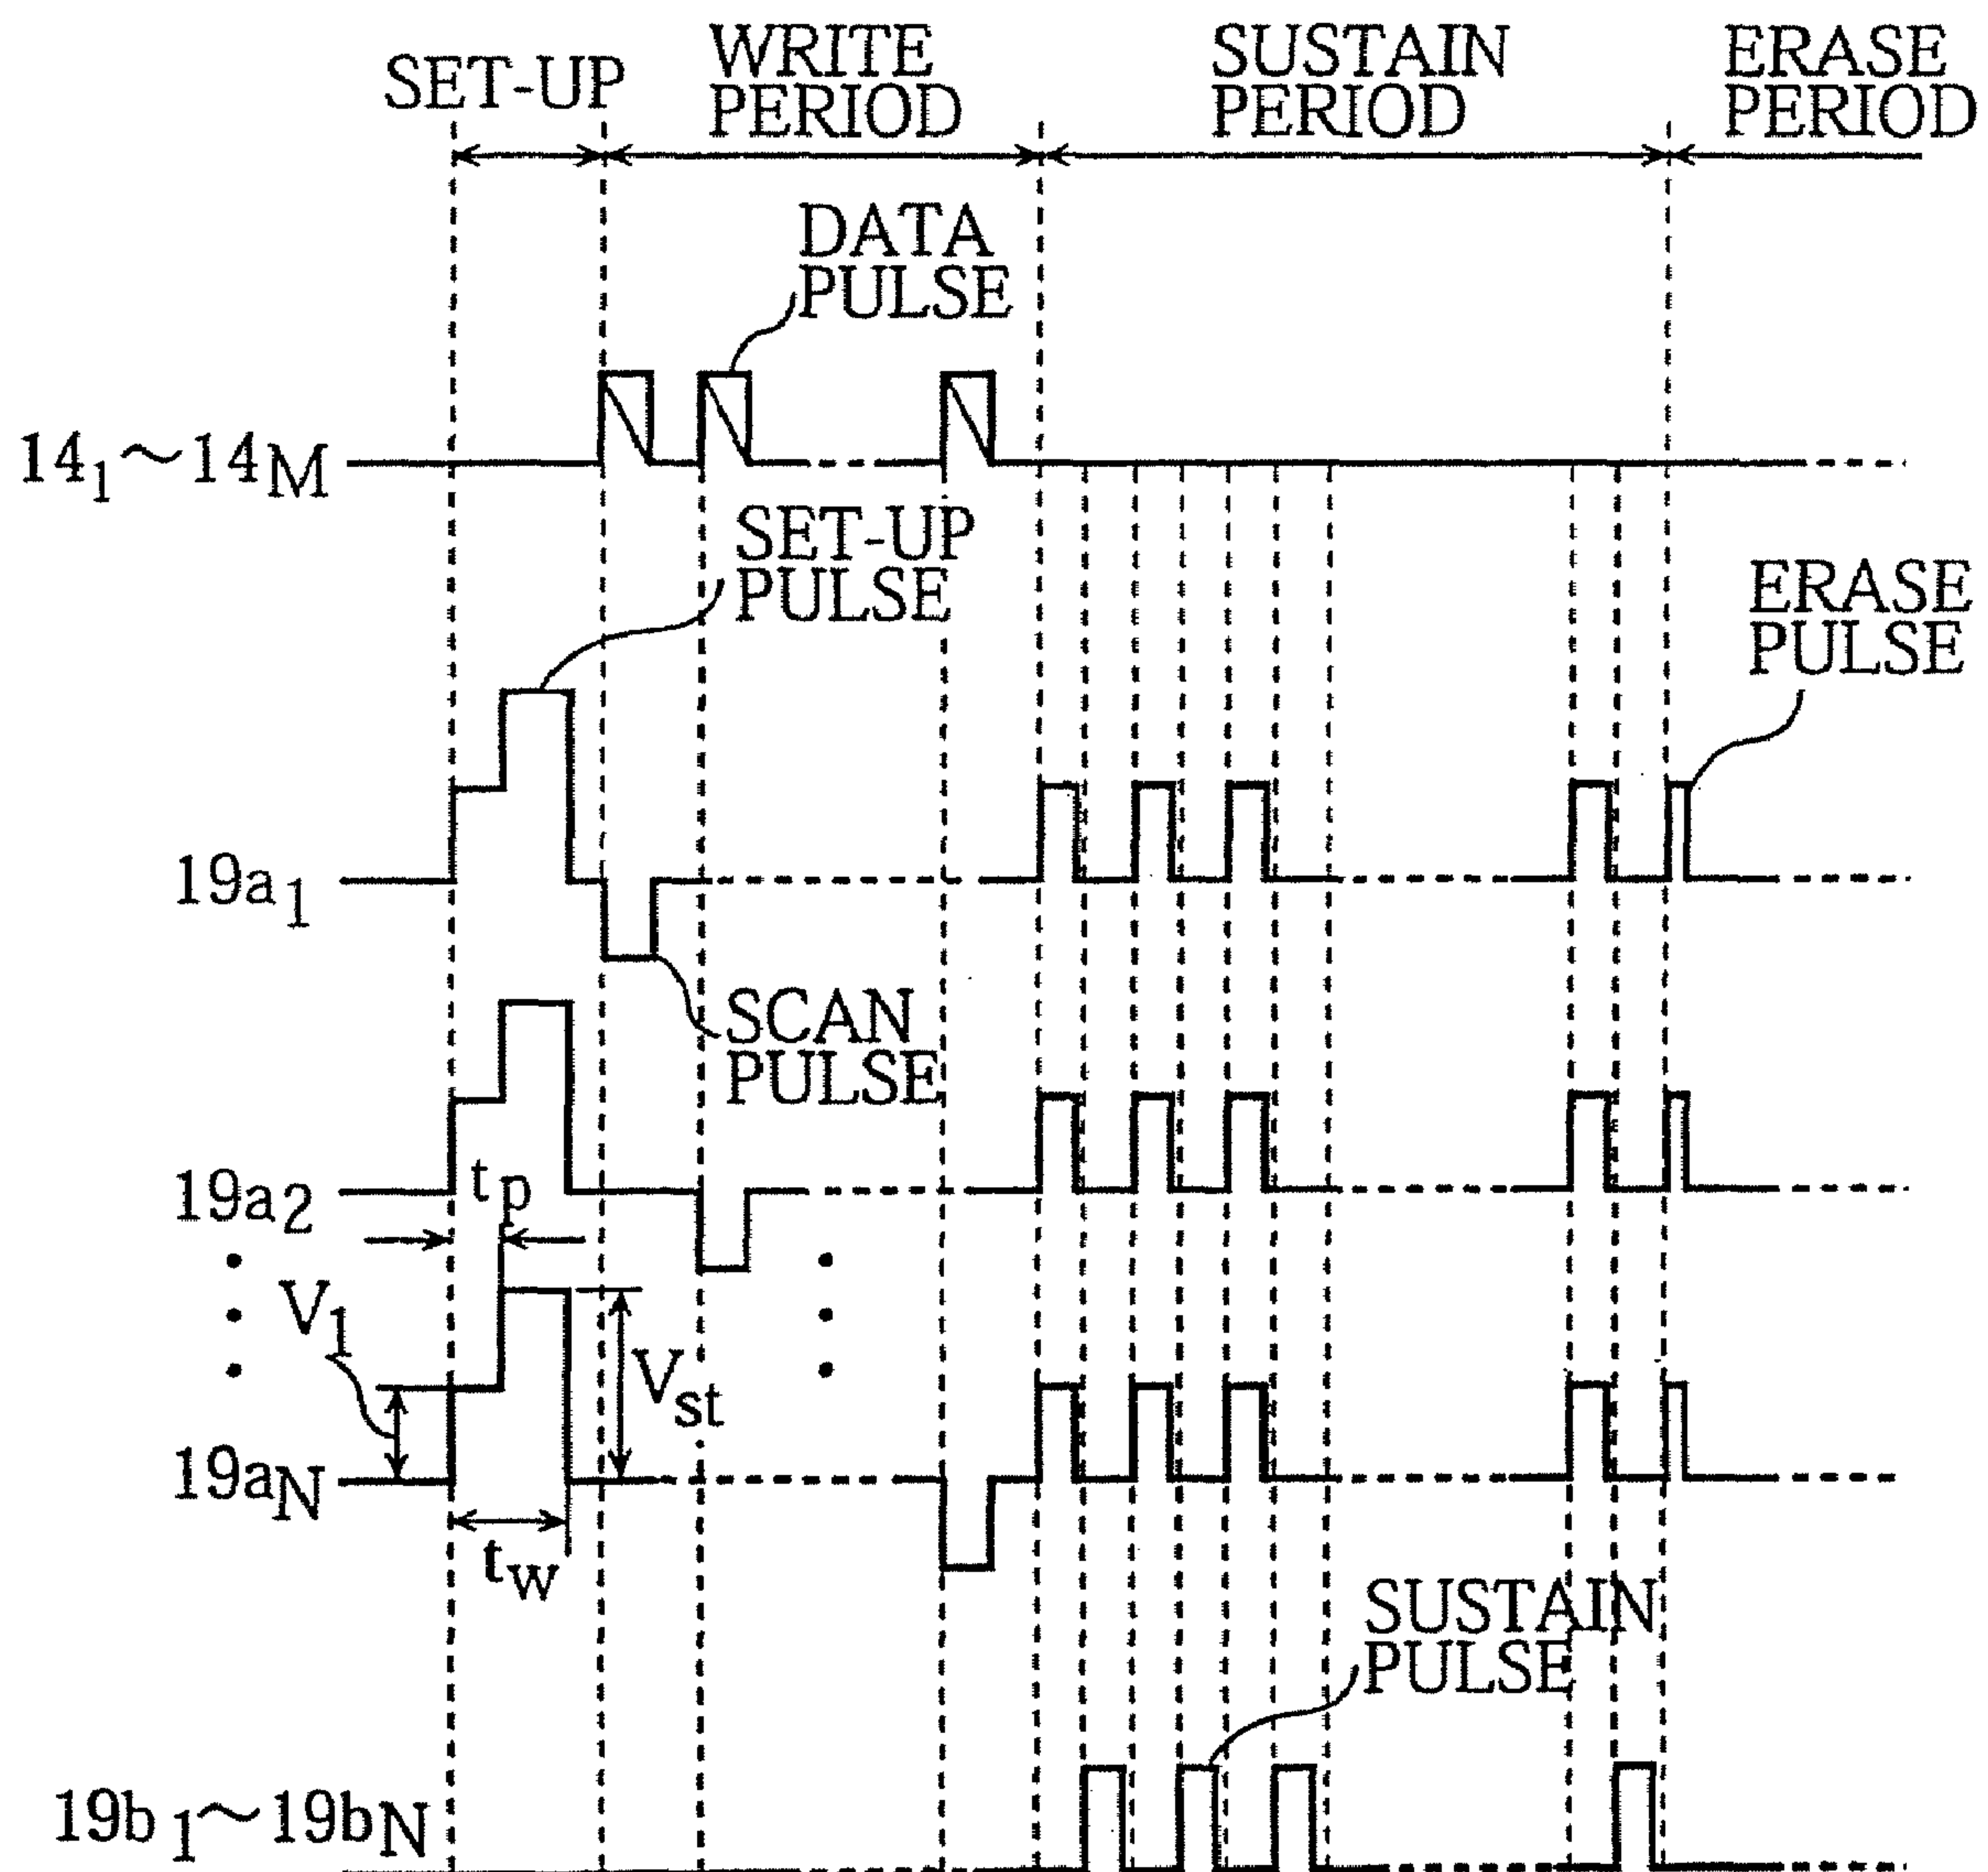 SET-UP
WRITE
PERIOD
SUSTAIN
PERIOD
ERASE
PERIOD
DATA
PULSE
14₁~14M
SET-UP
PULSE
ERASE
PULSE
19a₁
SCAN
PULSE
19a₂
tp
V₁
Vst
19aN
tw
SUSTAIN
PULSE
19b₁~19bN